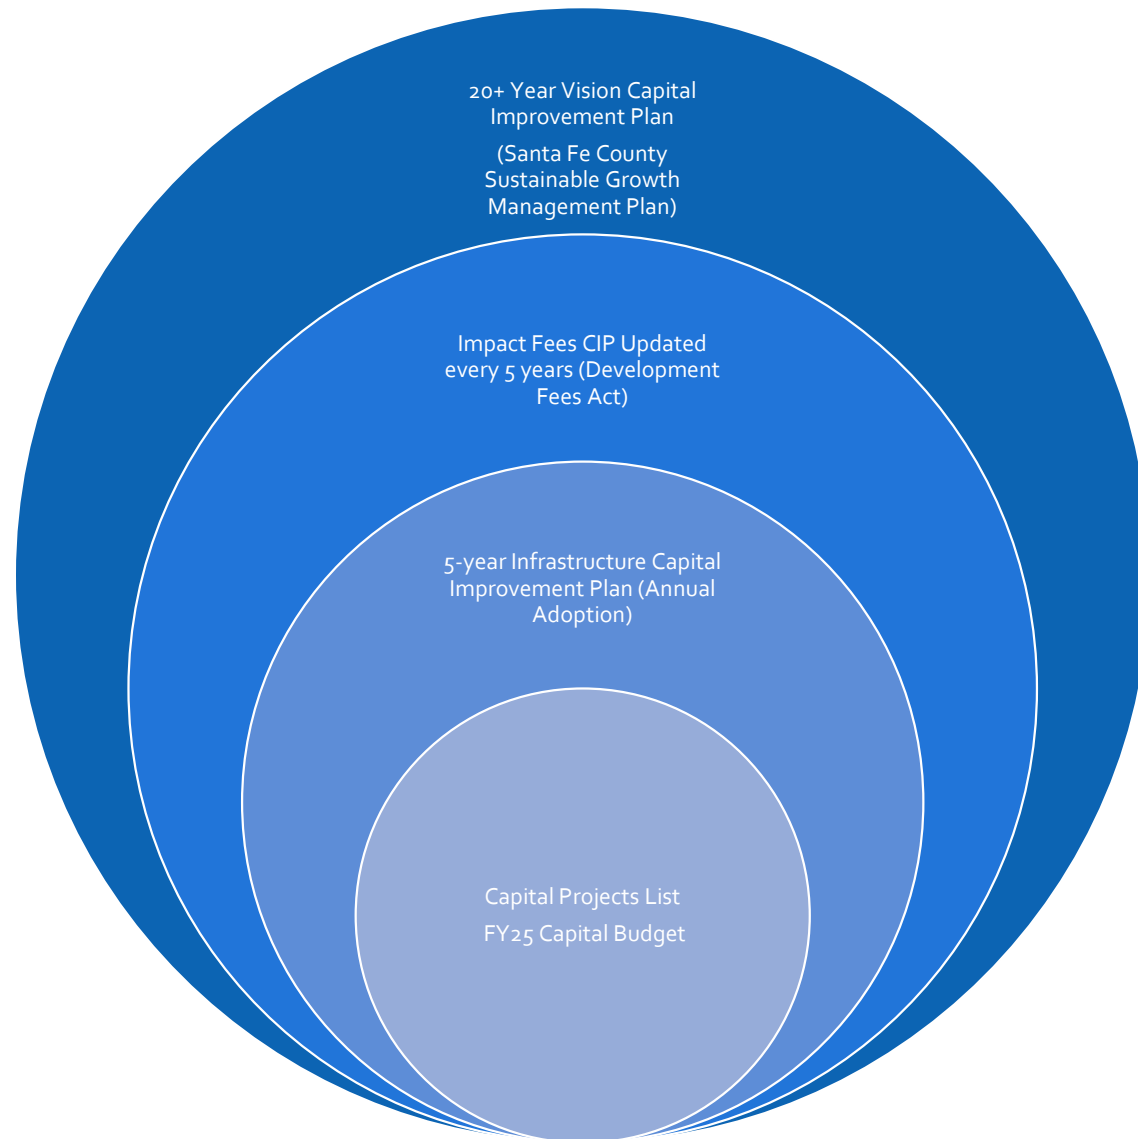 20+ Year Vision Capital
Improvement Plan
(Santa Fe County
Sustainable Growth
Management Plan)
Impact Fees CIP Updated
every 5 years (Development
Fees Act)
5-year Infrastructure Capital
Improvement Plan (Annual
Adoption)
Capital Projects List
FY25 Capital Budget